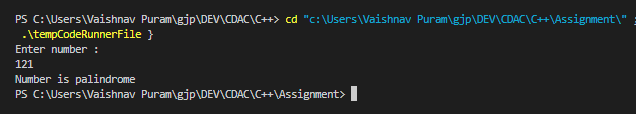 PS C:\Users\Vaishnav Puram\gjp\DEV\CDAC\C++> cd "c:\Users\Vaishnav Puram\gjp\DEV\CDAC\C++\Assignment\" ;
.\tempCodeRunnerFile }
Enter number :
121
Number is palindrome
PS C:\Users\Vaishnav Puram\gjp\DEV\CDAC\C++\Assignment>